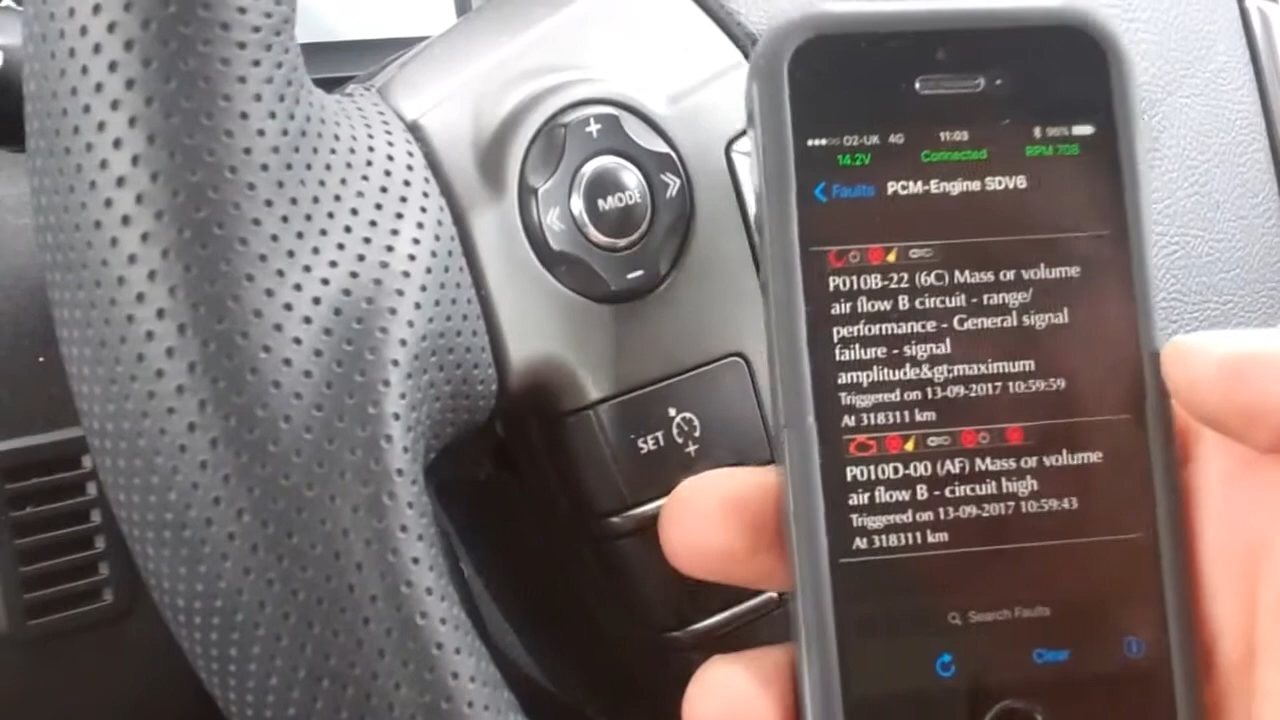 O2-UK 4G 11:03 96%
14.2V Connected RPM 708
Faults PCM-Engine SDV6
P010B-22 (6C) Mass or volume
air flow B circuit - range/
performance - General signal
failure - signal
amplitude&gt;maximum
Triggered on 13-09-2017 10:59:59
At 318311 km
P010D-00 (AF) Mass or volume
air flow B - circuit high
Triggered on 13-09-2017 10:59:43
At 318311 km
Search Faults
Clear
+
MODE
−
SET
+